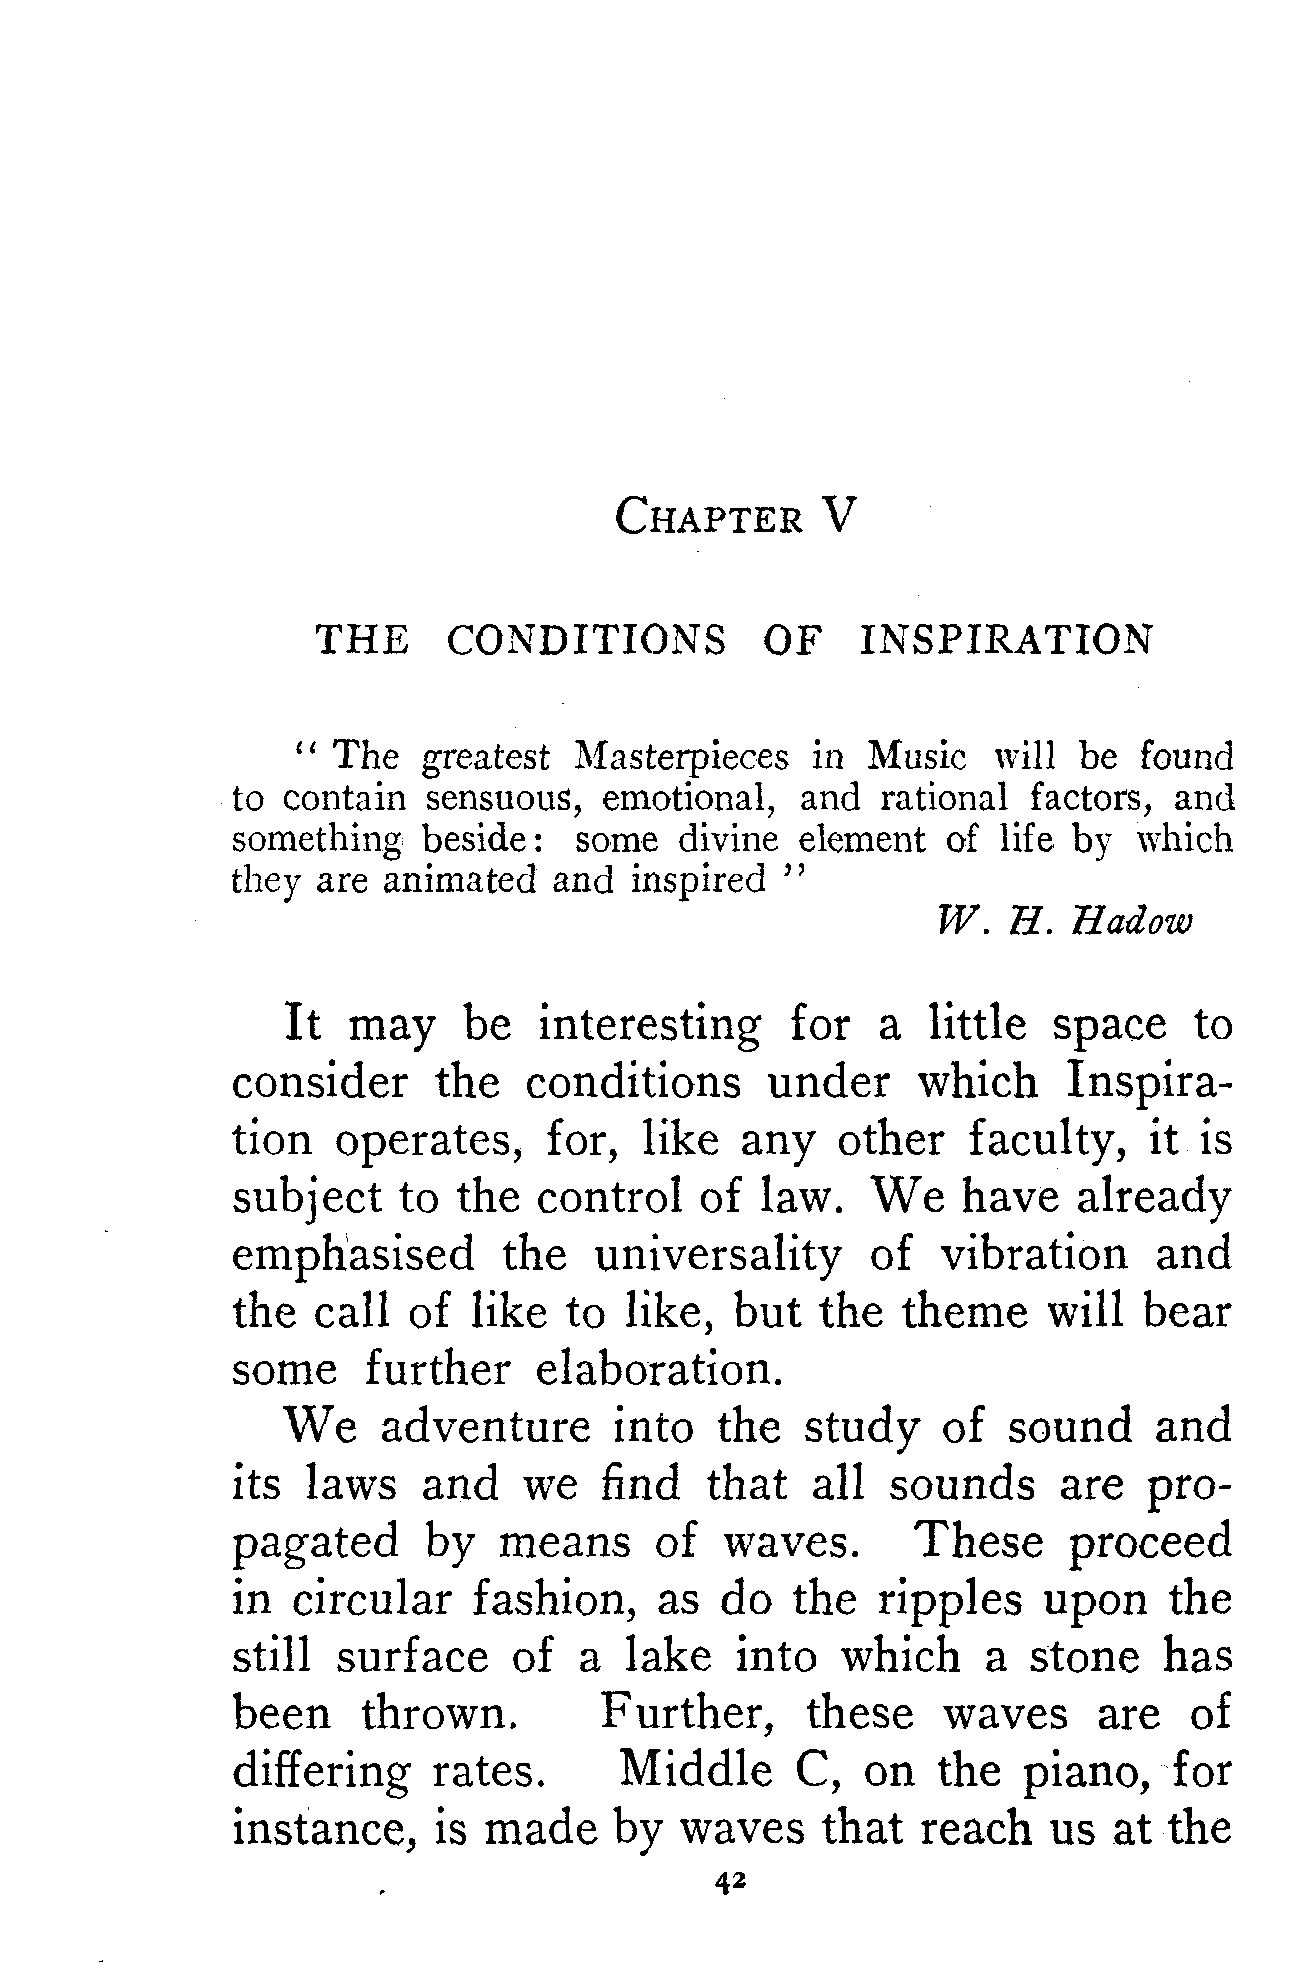 CHAPTER V
THE CONDITIONS OF INSPIRATION
“ The greatest Masterpieces in Music will be found
to contain sensuous, emotional, and rational factors, and
something beside: some divine element of life by which
they are animated and inspired ”
W. H. Hadow
It may be interesting for a little space to
consider the conditions under which Inspira-
tion operates, for, like any other faculty, it is
subject to the control of law. We have already
emphasised the universality of vibration and
the call of like to like, but the theme will bear
some further elaboration.
We adventure into the study of sound and
its laws and we find that all sounds are pro-
pagated by means of waves. These proceed
in circular fashion, as do the ripples upon the
still surface of a lake into which a stone has
been thrown. Further, these waves are of
differing rates. Middle C, on the piano, for
instance, is made by waves that reach us at the
42